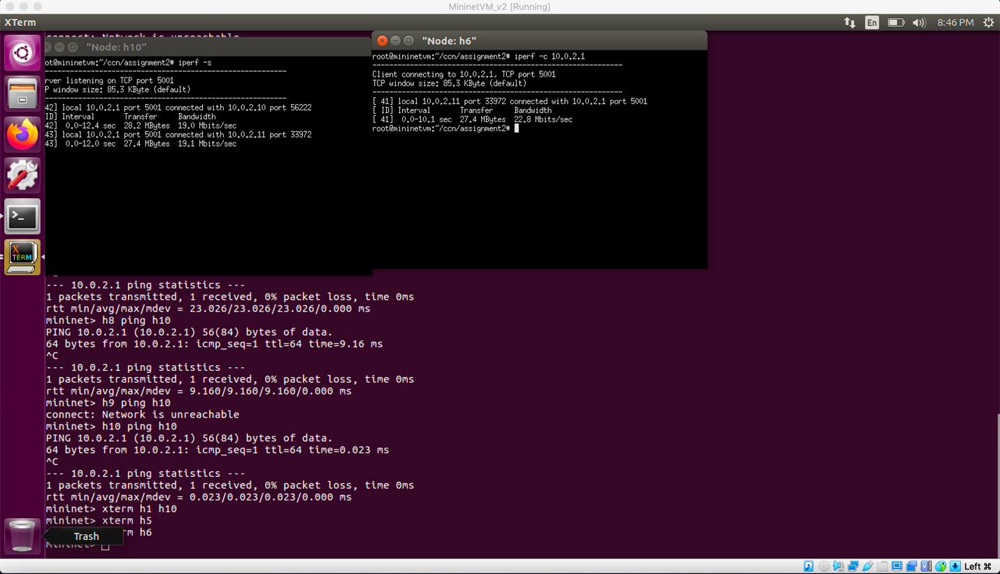 MininetVM_v2 [Running]
XTerm
En
8:46 PM
connect: Network is unreachable
"Node: h10"
ot@mininetvm:~/ccn/assignment2# iperf -s
------------------------------------------------------------
rver listening on TCP port 5001
P window size: 85.3 KByte (default)
------------------------------------------------------------
42] local 10.0.2.1 port 5001 connected with 10.0.2.10 port 56222
ID] Interval Transfer Bandwidth
42] 0.0-12.4 sec 28.2 MBytes 19.0 Mbits/sec
43] local 10.0.2.1 port 5001 connected with 10.0.2.11 port 33972
43] 0.0-12.0 sec 27.4 MBytes 19.1 Mbits/sec
"Node: h6"
root@mininetvm:~/ccn/assignment2# iperf -c 10.0.2.1
------------------------------------------------------------
Client connecting to 10.0.2.1, TCP port 5001
TCP window size: 85.3 KByte (default)
------------------------------------------------------------
[ 41] local 10.0.2.11 port 33972 connected with 10.0.2.1 port 5001
[ ID] Interval Transfer Bandwidth
[ 41] 0.0-10.1 sec 27.4 MBytes 22.8 Mbits/sec
root@mininetvm:~/ccn/assignment2#
X
TERM
--- 10.0.2.1 ping statistics ---
1 packets transmitted, 1 received, 0% packet loss, time 0ms
rtt min/avg/max/mdev = 23.026/23.026/23.026/0.000 ms
mininet> h8 ping h10
PING 10.0.2.1 (10.0.2.1) 56(84) bytes of data.
64 bytes from 10.0.2.1: icmp_seq=1 ttl=64 time=9.16 ms
^C
--- 10.0.2.1 ping statistics ---
1 packets transmitted, 1 received, 0% packet loss, time 0ms
rtt min/avg/max/mdev = 9.160/9.160/9.160/0.000 ms
mininet> h9 ping h10
connect: Network is unreachable
mininet> h10 ping h10
PING 10.0.2.1 (10.0.2.1) 56(84) bytes of data.
64 bytes from 10.0.2.1: icmp_seq=1 ttl=64 time=0.023 ms
^C
--- 10.0.2.1 ping statistics ---
1 packets transmitted, 1 received, 0% packet loss, time 0ms
rtt min/avg/max/mdev = 0.023/0.023/0.023/0.000 ms
mininet> xterm h1 h10
mininet> xterm h5
rm h6
Trash
mininet>
Left ⌘